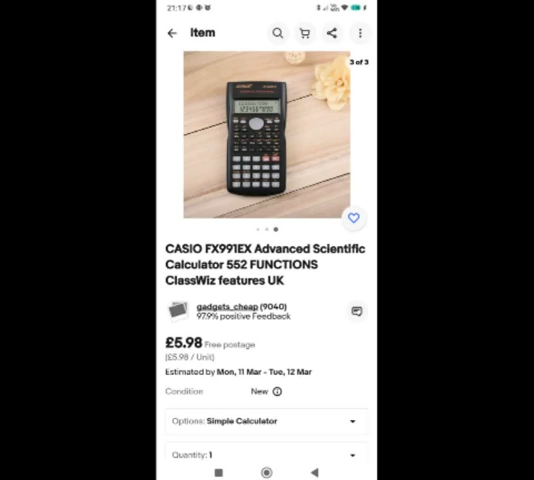 21:17
Item
3 of 3
CASIO FX991EX Advanced Scientific
Calculator 552 FUNCTIONS
ClassWiz features UK
gadgets_cheap (9040)
97.9% positive Feedback
£5.98 Free postage
(£5.98 / Unit)
Estimated by Mon, 11 Mar - Tue, 12 Mar
Condition New
Options: Simple Calculator
Quantity: 1